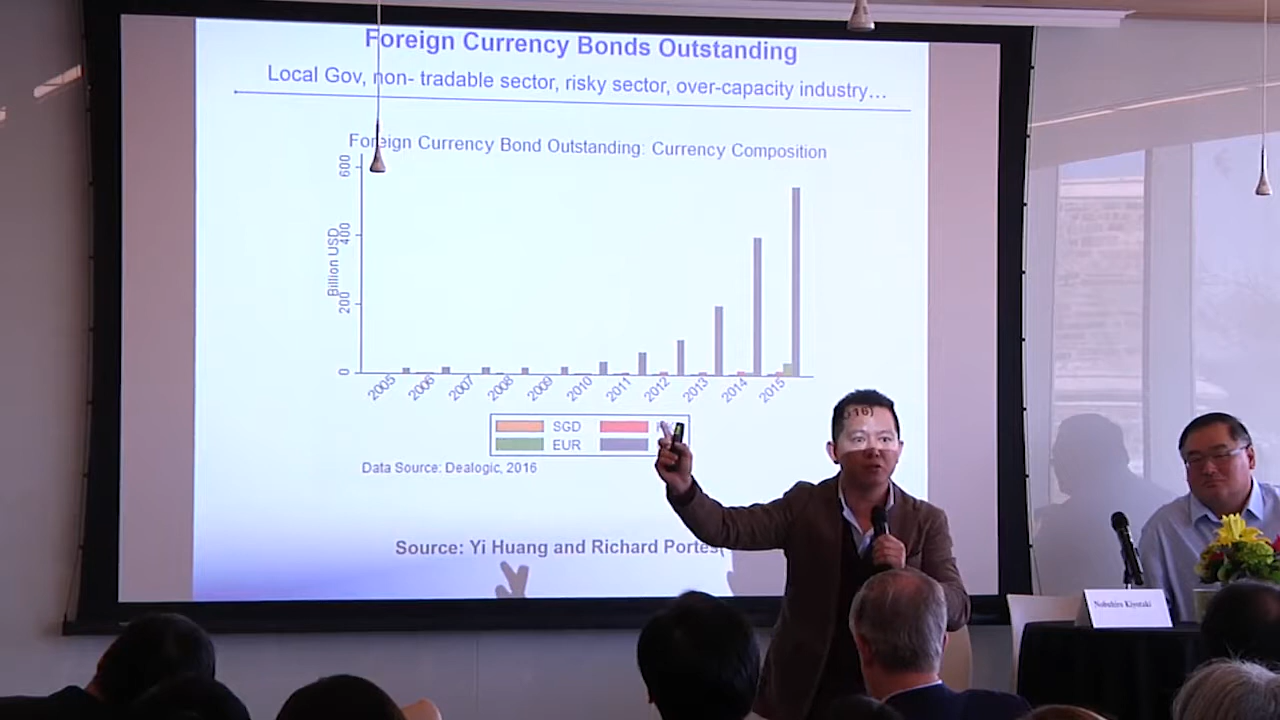 Foreign Currency Bonds Outstanding
Local Gov, non- tradable sector, risky sector, over-capacity industry…
Foreign Currency Bond Outstanding: Currency Composition
Billion USD
600
400
200
0
2005 2006 2007 2008 2009 2010 2011 2012 2013 2014 2015
SGD
EUR
Data Source: Dealogic, 2016
Source: Yi Huang and Richard Portes(
16)
Nobuhiro Kiyotaki